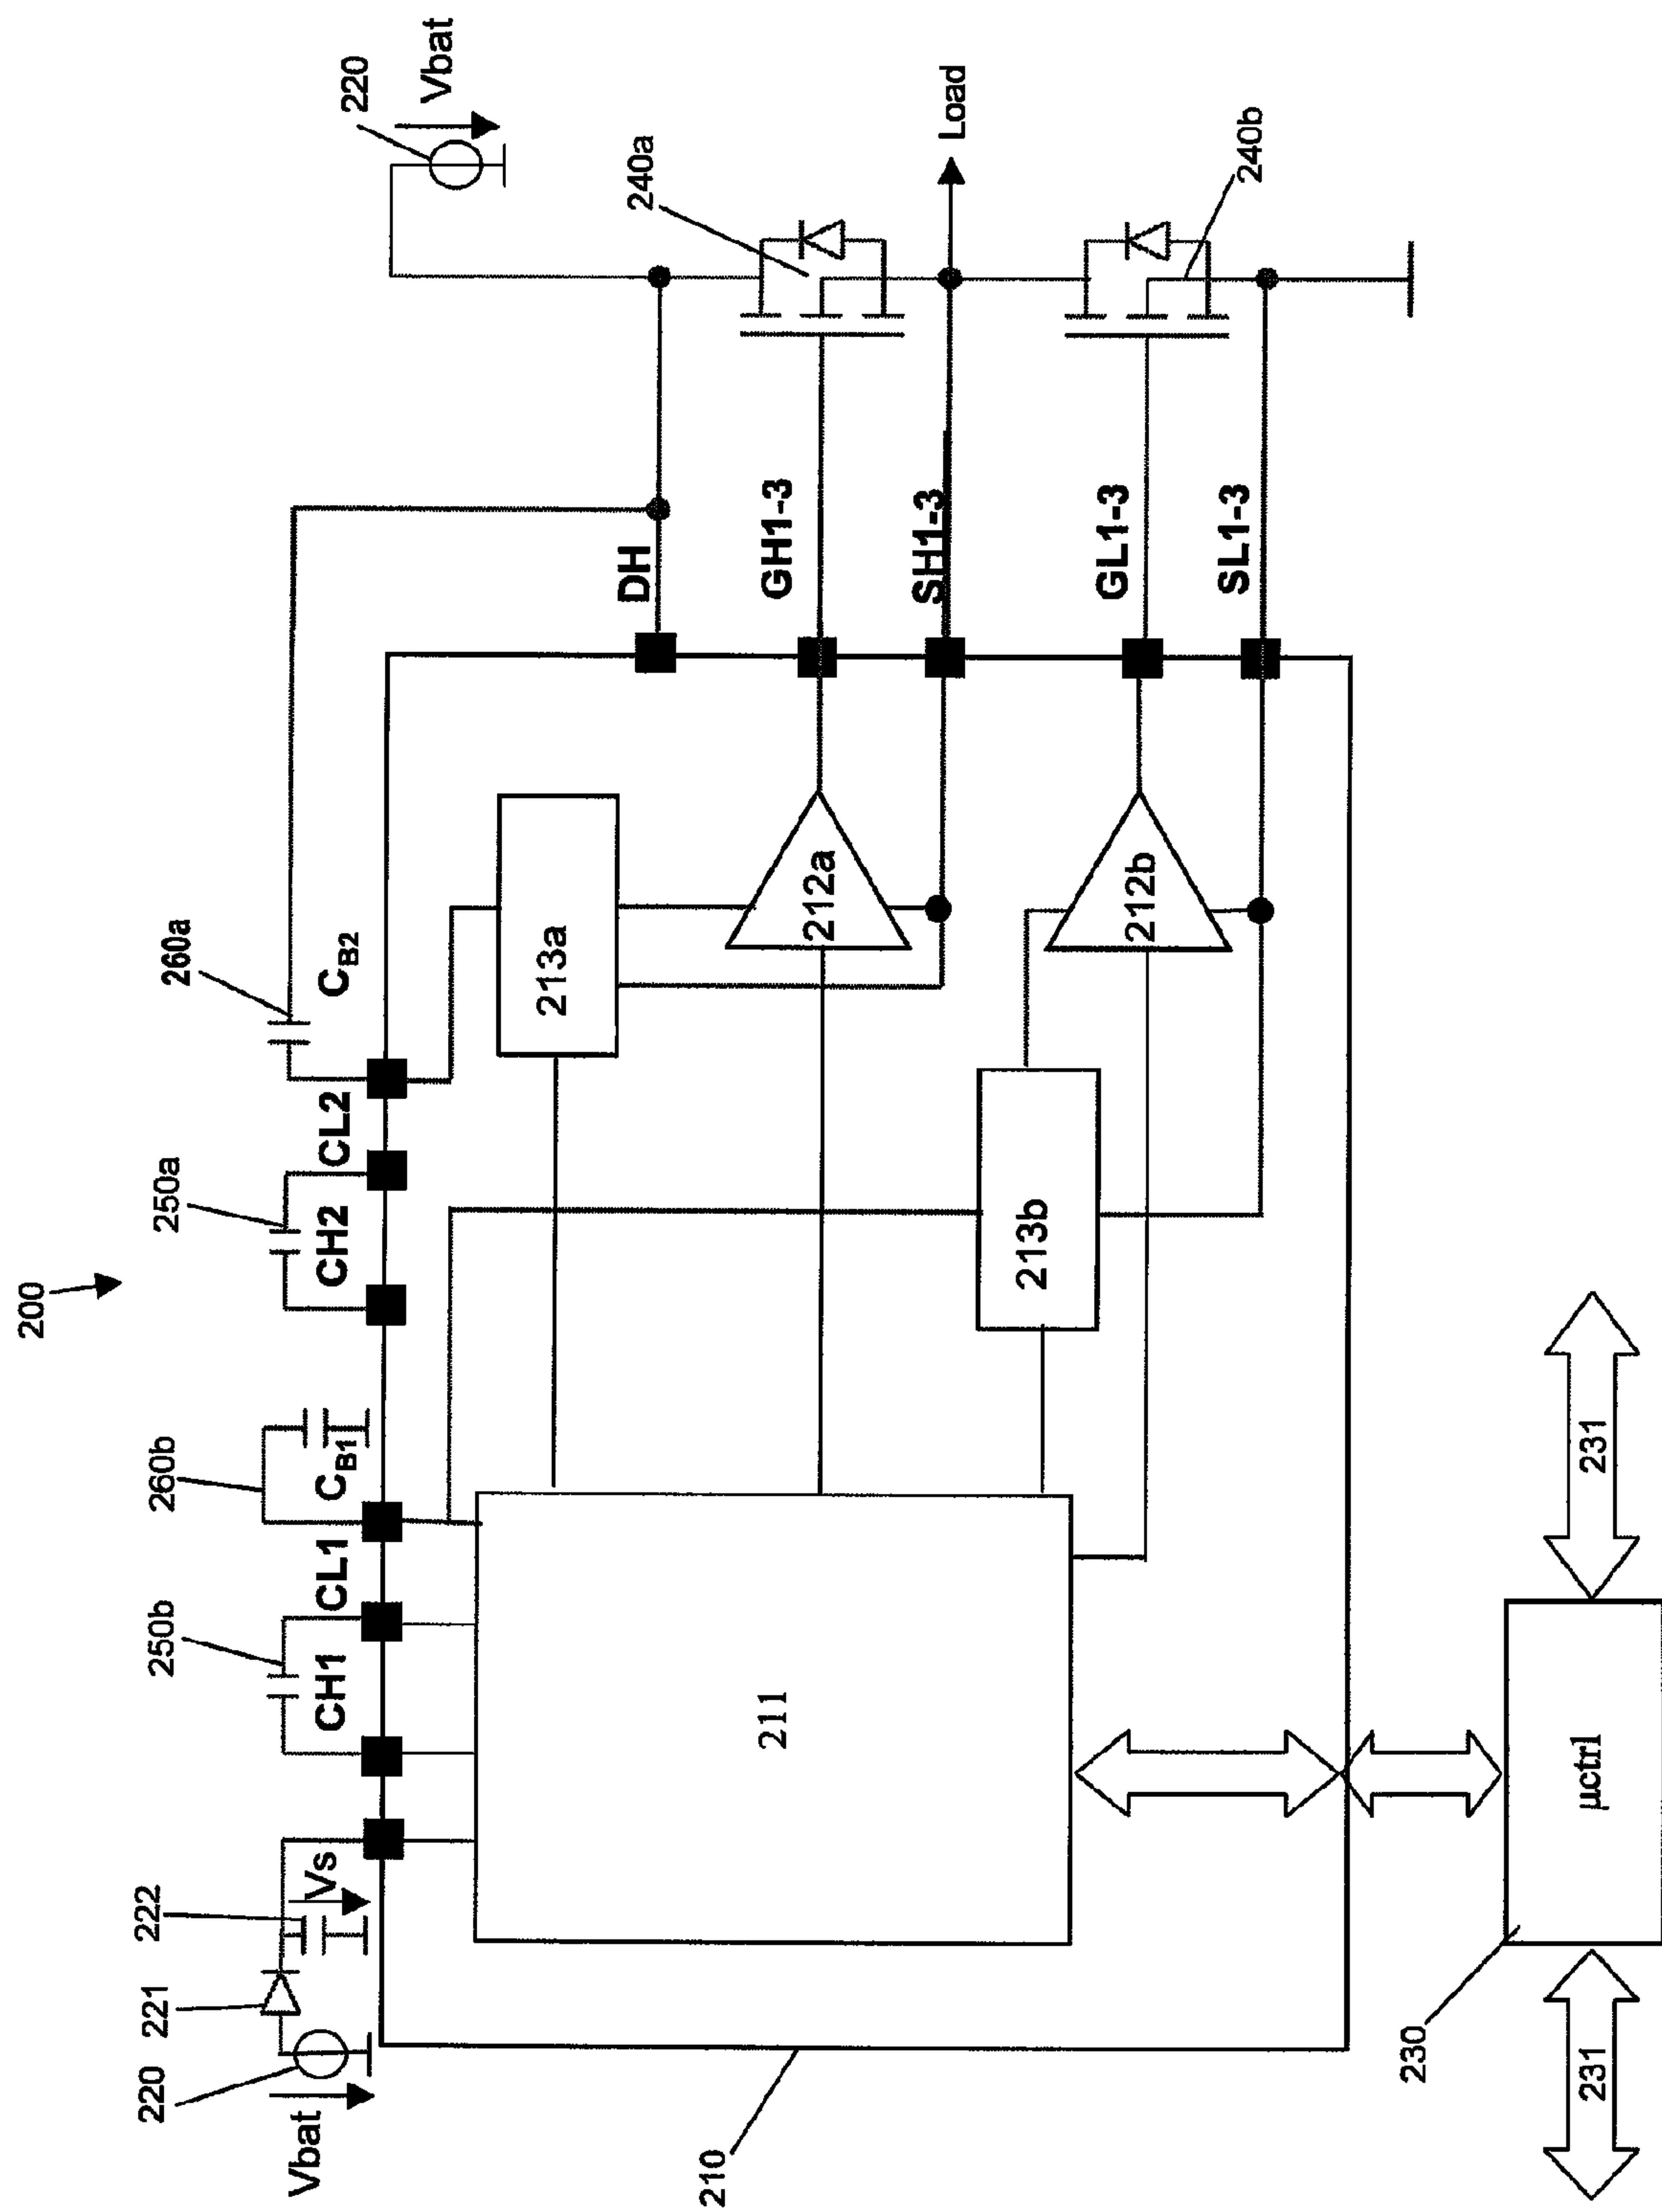 200
220
Vbat
260a
CB2
250a
CH2 CL2
260b
CB1
250b
CH1 CL1
222
Vs
221
220
Vbat
210
DH
GH1-3
SH1-3
GL1-3
SL1-3
240a
Load
240b
213a
212a
213b
212b
211
μctrl
230
231
231